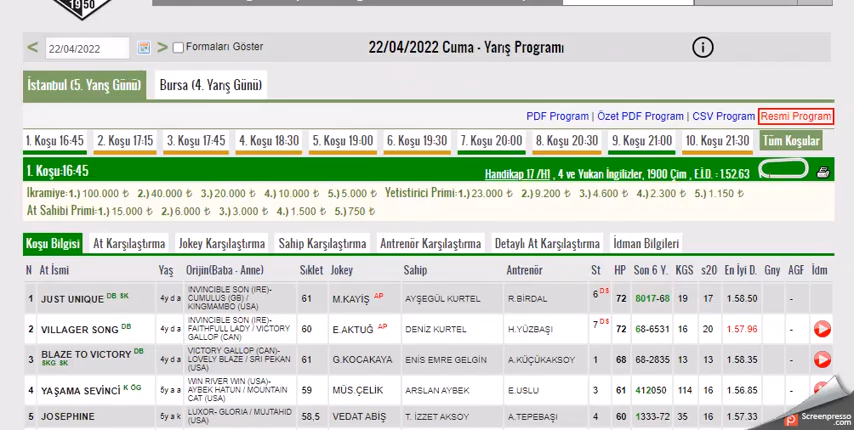 1950
< 22/04/2022 > Formaları Göster
22/04/2022 Cuma - Yarış Programı
i
İstanbul (5. Yarış Günü) Bursa (4. Yarış Günü)
PDF Program | Özet PDF Program | CSV Program Resmi Program
1. Koşu 16:45 2. Koşu 17:15 3. Koşu 17:45 4. Koşu 18:30 5. Koşu 19:00 6. Koşu 19:30 7. Koşu 20:00 8. Koşu 20:30 9. Koşu 21:00 10. Koşu 21:30 Tüm Koşular
1. Koşu:16:45 Handikap 17 /H1 , 4 ve Yukarı İngilizler, 1900 Çim , E.İ.D. : 1.52.63
İkramiye:1.) 100.000 ₺ 2.) 40.000 ₺ 3.) 20.000 ₺ 4.) 10.000 ₺ 5.) 5.000 ₺ Yetistirici Primi:1.) 23.000 ₺ 2.) 9.200 ₺ 3.) 4.600 ₺ 4.) 2.300 ₺ 5.) 1.150 ₺
At Sahibi Primi:1.) 15.000 ₺ 2.) 6.000 ₺ 3.) 3.000 ₺ 4.) 1.500 ₺ 5.) 750 ₺
Koşu Bilgisi At Karşılaştırma Jokey Karşılaştırma Sahip Karşılaştırma Antrenör Karşılaştırma Detaylı At Karşılaştırma İdman Bilgileri
N At İsmi Yaş Orijin(Baba - Anne) Sıklet Jokey Sahip Antrenör St HP Son 6 Y. KGS s20 En İyi D. Gny AGF İdm
1 JUST UNIQUE DB SK 4y d a INVINCIBLE SON (IRE)- CUMULUS (GB) / KINGMAMBO (USA) 61 M.KAYİŞ AP AYŞEGÜL KURTEL R.BİRDAL 6 DS 72 8017-68 19 17 1.58.50 -
2 VILLAGER SONG DB 4y d a INVINCIBLE SON (IRE)- FAITHFULL LADY / VICTORY GALLOP (CAN) 60 E.AKTUĞ AP DENİZ KURTEL H.YÜZBAŞI 7 DS 72 68-6531 16 20 1.57.96 -
3 BLAZE TO VICTORY DB SKG SK 4y d a VICTORY GALLOP (CAN)- LOVELY BLAZE / SRI PEKAN (USA) 61 G.KOCAKAYA ENİS EMRE GELGİN A.KÜÇÜKAKSOY 1 68 68-2835 13 13 1.58.35 -
4 YAŞAMA SEVİNCİ K ÖG 5y a a WIN RIVER WIN (USA)- AYBEK HATUN / MOUNTAIN CAT (USA) 59 MÜS.ÇELİK ARSLAN AYBEK E.USLU 3 61 412050 114 16 1.56.85 -
5 JOSEPHINE 5y a k LUXOR- GLORIA / MUJTAHID (USA) 58,5 VEDAT ABİŞ T. İZZET AKSOY A.TEPEBAŞI 4 60 1333-72 35 16 1.57.33 -
Screenpresso
.com